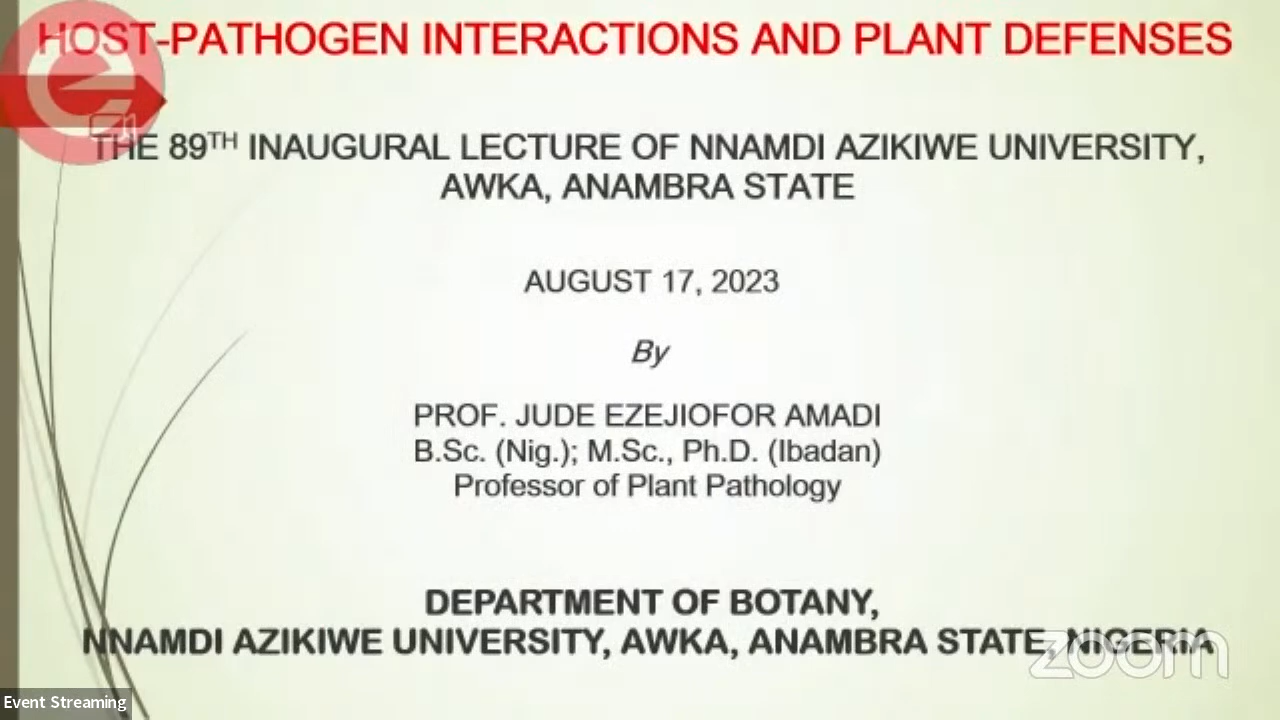 HOST-PATHOGEN INTERACTIONS AND PLANT DEFENSES
THE 89TH INAUGURAL LECTURE OF NNAMDI AZIKIWE UNIVERSITY,
AWKA, ANAMBRA STATE
AUGUST 17, 2023
By
PROF. JUDE EZEJIOFOR AMADI
B.Sc. (Nig.); M.Sc., Ph.D. (Ibadan)
Professor of Plant Pathology
DEPARTMENT OF BOTANY,
NNAMDI AZIKIWE UNIVERSITY, AWKA, ANAMBRA STATE, NIGERIA
zoom
Event Streaming